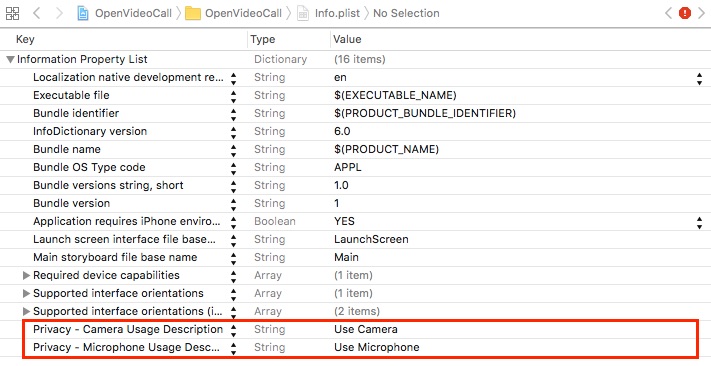 OpenVideoCall OpenVideoCall Info.plist No Selection
Key Type Value
Information Property List Dictionary (16 items)
Localization native development re... String en
Executable file String $(EXECUTABLE_NAME)
Bundle identifier String $(PRODUCT_BUNDLE_IDENTIFIER)
InfoDictionary version String 6.0
Bundle name String $(PRODUCT_NAME)
Bundle OS Type code String APPL
Bundle versions string, short String 1.0
Bundle version String 1
Application requires iPhone enviro... Boolean YES
Launch screen interface file base... String LaunchScreen
Main storyboard file base name String Main
Required device capabilities Array (1 item)
Supported interface orientations Array (1 item)
Supported interface orientations (i... Array (2 items)
Privacy - Camera Usage Description String Use Camera
Privacy - Microphone Usage Desc... String Use Microphone